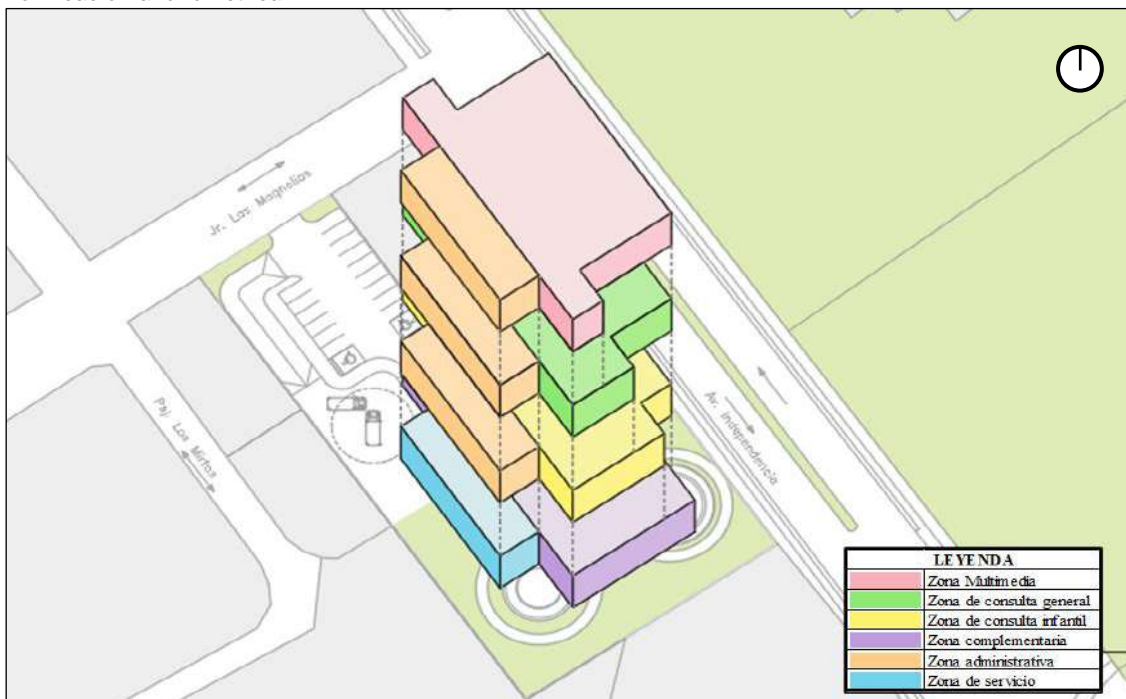 Jr. Las Magnolias
Psj. Los Mirtos
Av. Independencia
LEYENDA
Zona Multimedia
Zona de consulta general
Zona de consulta infantil
Zona complementaria
Zona administrativa
Zona de servicio